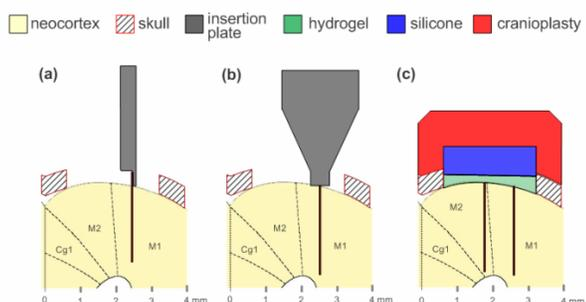 neocortex
skull
insertion
plate
hydrogel
silicone
cranioplasty
(a)
(b)
(c)
M2
M1
Cg1
0 1 2 3 4 mm
M2
M1
Cg1
0 1 2 3 4 mm
M2
M1
Cg1
0 1 2 3 4 mm